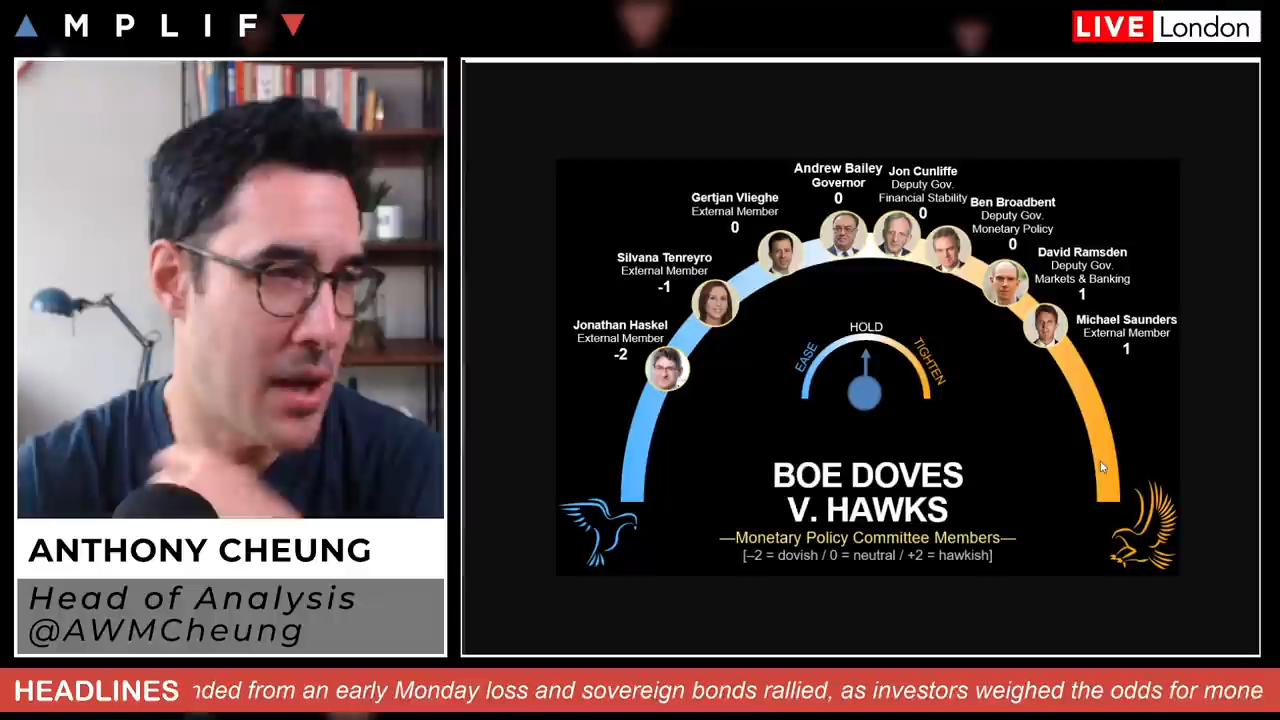 AMPLIFY
LIVE London
ANTHONY CHEUNG
Head of Analysis
@AWMCheung
Andrew Bailey
Governor
0
Jon Cunliffe
Deputy Gov.
Financial Stability
0
Gertjan Vlieghe
External Member
0
Ben Broadbent
Deputy Gov.
Monetary Policy
0
Silvana Tenreyro
External Member
-1
David Ramsden
Deputy Gov.
Markets & Banking
1
Jonathan Haskel
External Member
-2
Michael Saunders
External Member
1
HOLD
EASE
TIGHTEN
BOE DOVES
V. HAWKS
—Monetary Policy Committee Members—
[–2 = dovish / 0 = neutral / +2 = hawkish]
HEADLINES nded from an early Monday loss and sovereign bonds rallied, as investors weighed the odds for mone